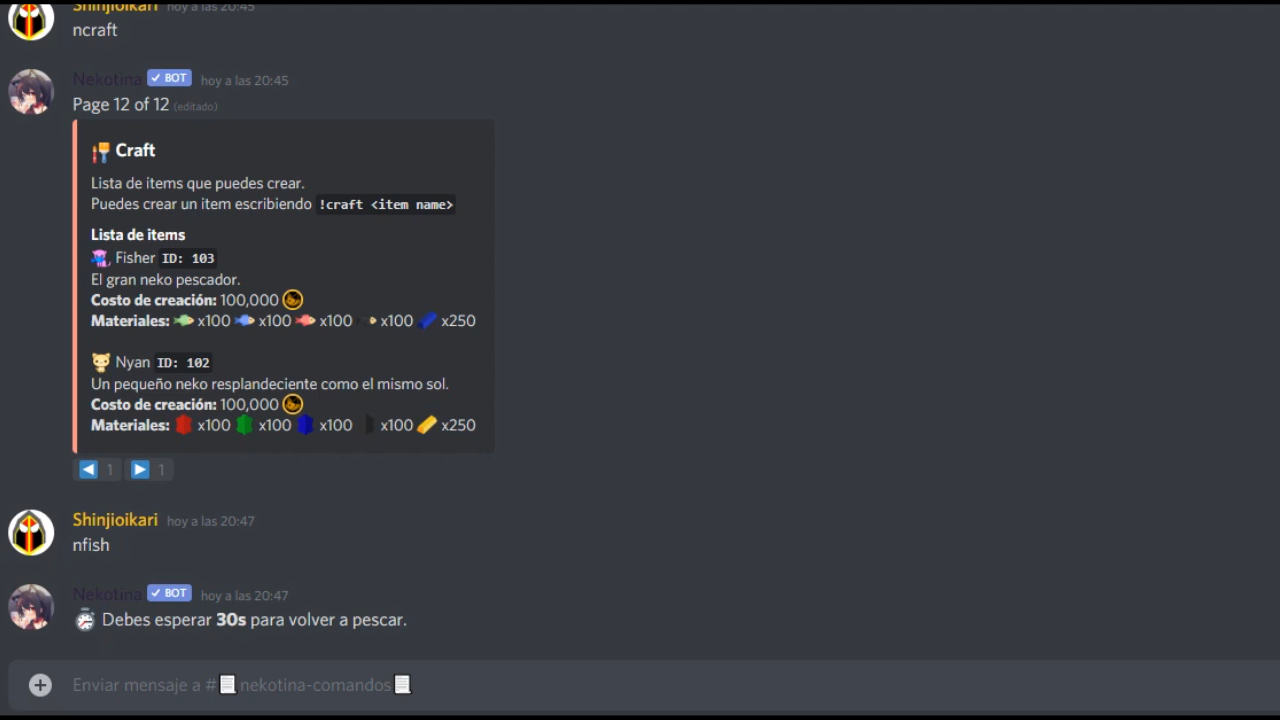 Shinjioikari hoy a las 20:45
ncraft
Nekotina BOT hoy a las 20:45
Page 12 of 12 (editado)
Craft
Lista de items que puedes crear.
Puedes crear un item escribiendo !craft <item name>
Lista de items
Fisher ID: 103
El gran neko pescador.
Costo de creación: 100,000
Materiales: x100 x100 x100 x100 x250
Nyan ID: 102
Un pequeño neko resplandeciente como el mismo sol.
Costo de creación: 100,000
Materiales: x100 x100 x100 x100 x250
1 1
Shinjioikari hoy a las 20:47
nfish
Nekotina BOT hoy a las 20:47
Debes esperar 30s para volver a pescar.
Enviar mensaje a # nekotina-comandos